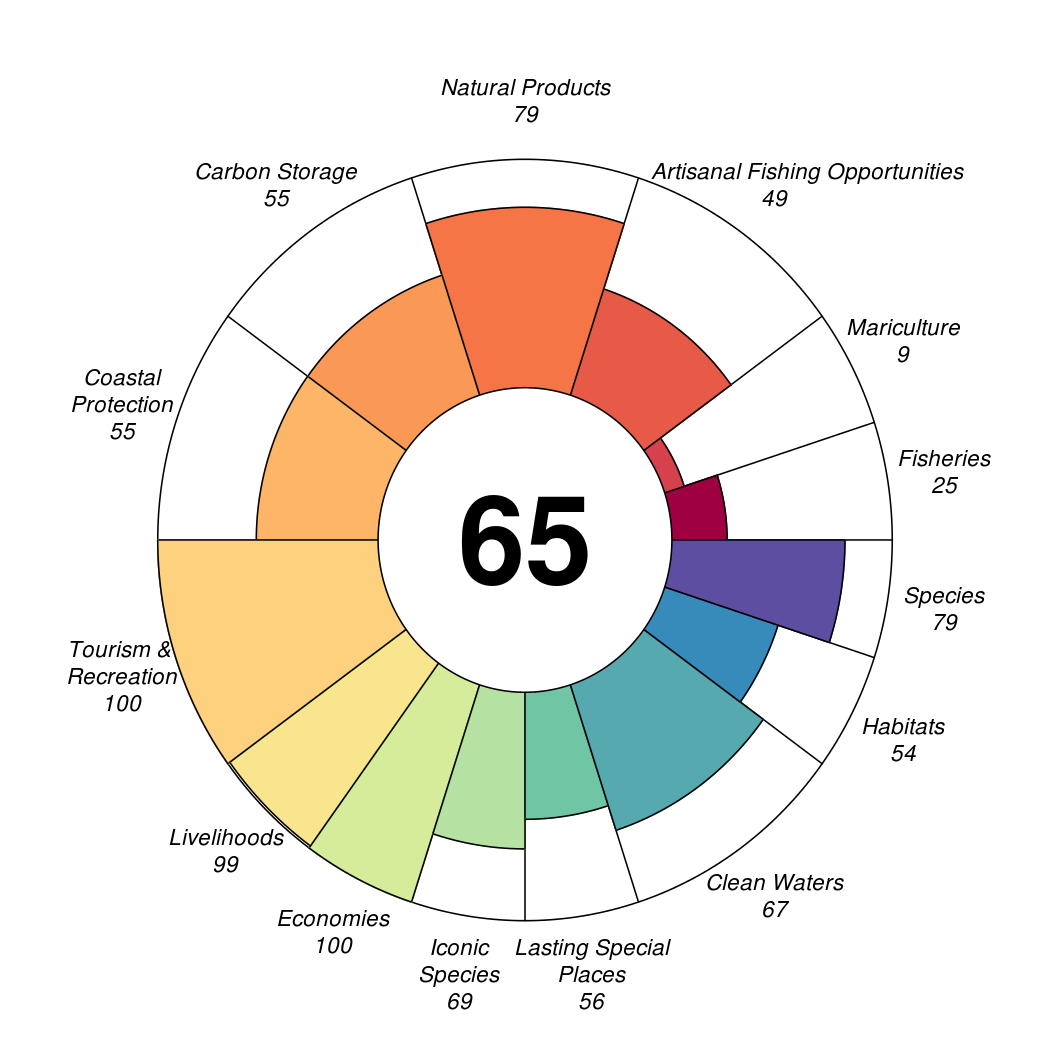 Natural Products
79
Carbon Storage
55
Artisanal Fishing Opportunities
49
Mariculture
9
Coastal
Protection
55
Fisheries
25
65
Species
79
Tourism &
Recreation
100
Habitats
54
Livelihoods
99
Clean Waters
67
Economies
100
Iconic
Species
69
Lasting Special
Places
56